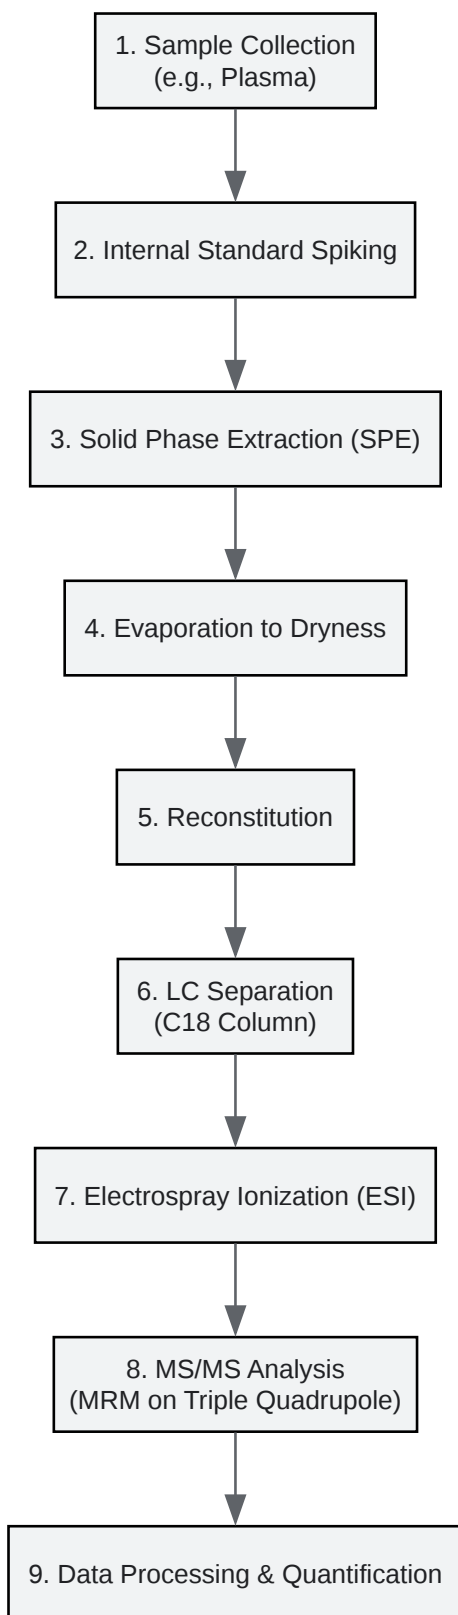 1. Sample Collection
(e.g., Plasma)
2. Internal Standard Spiking
3. Solid Phase Extraction (SPE)
4. Evaporation to Dryness
5. Reconstitution
6. LC Separation
(C18 Column)
7. Electrospray Ionization (ESI)
8. MS/MS Analysis
(MRM on Triple Quadrupole)
9. Data Processing & Quantification